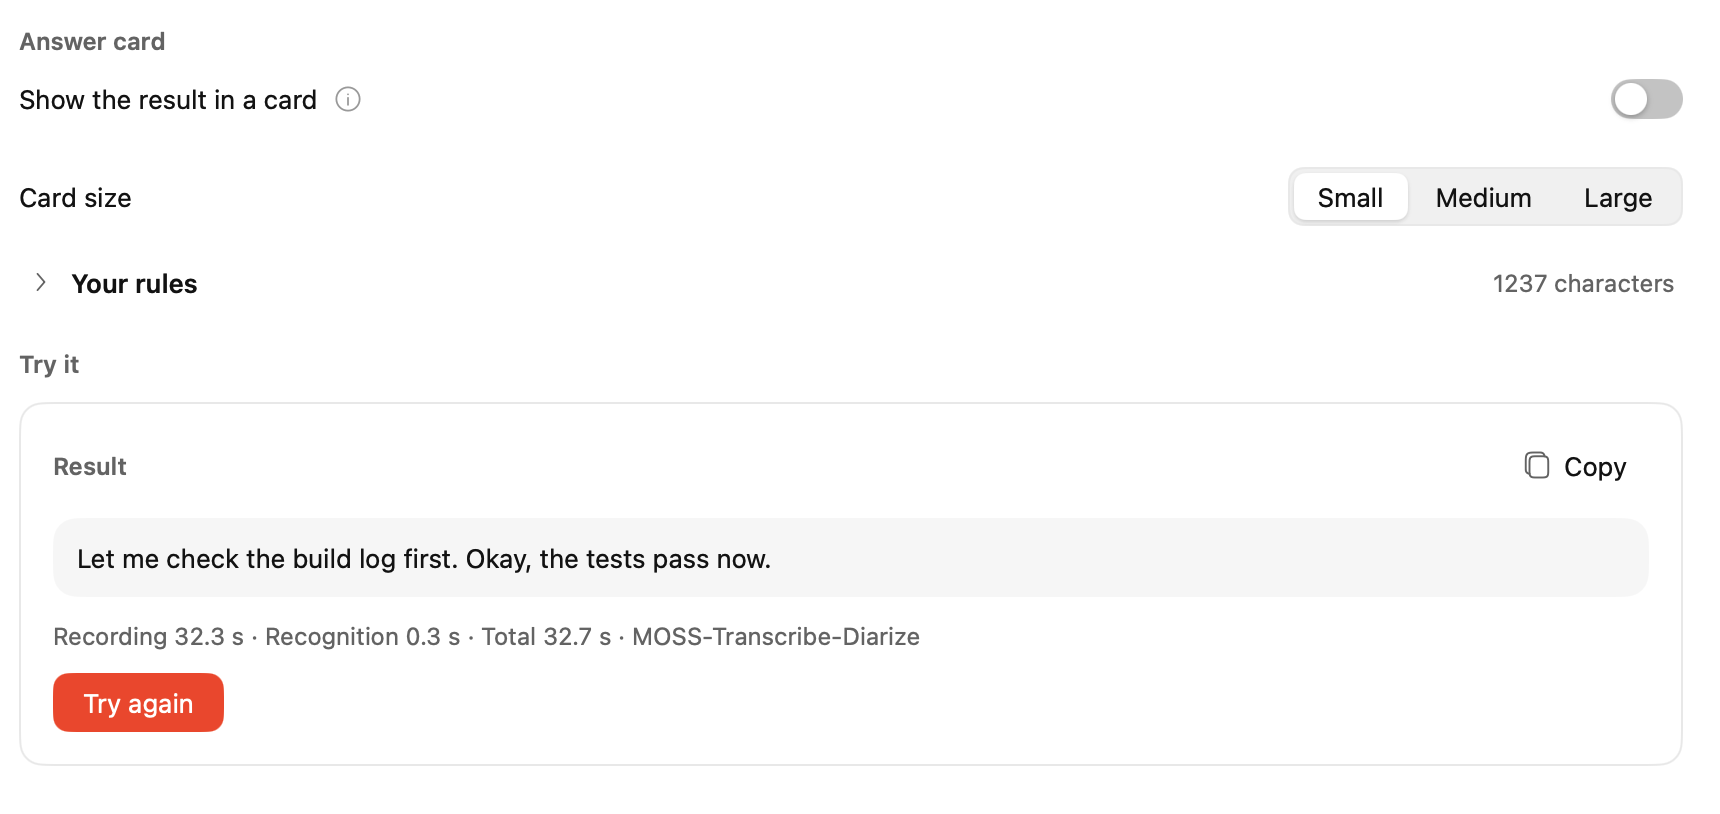 Answer card
Show the result in a card
Card size
Small Medium Large
Your rules
1237 characters
Try it
Result
Copy
Let me check the build log first. Okay, the tests pass now.
Recording 32.3 s · Recognition 0.3 s · Total 32.7 s · MOSS-Transcribe-Diarize
Try again